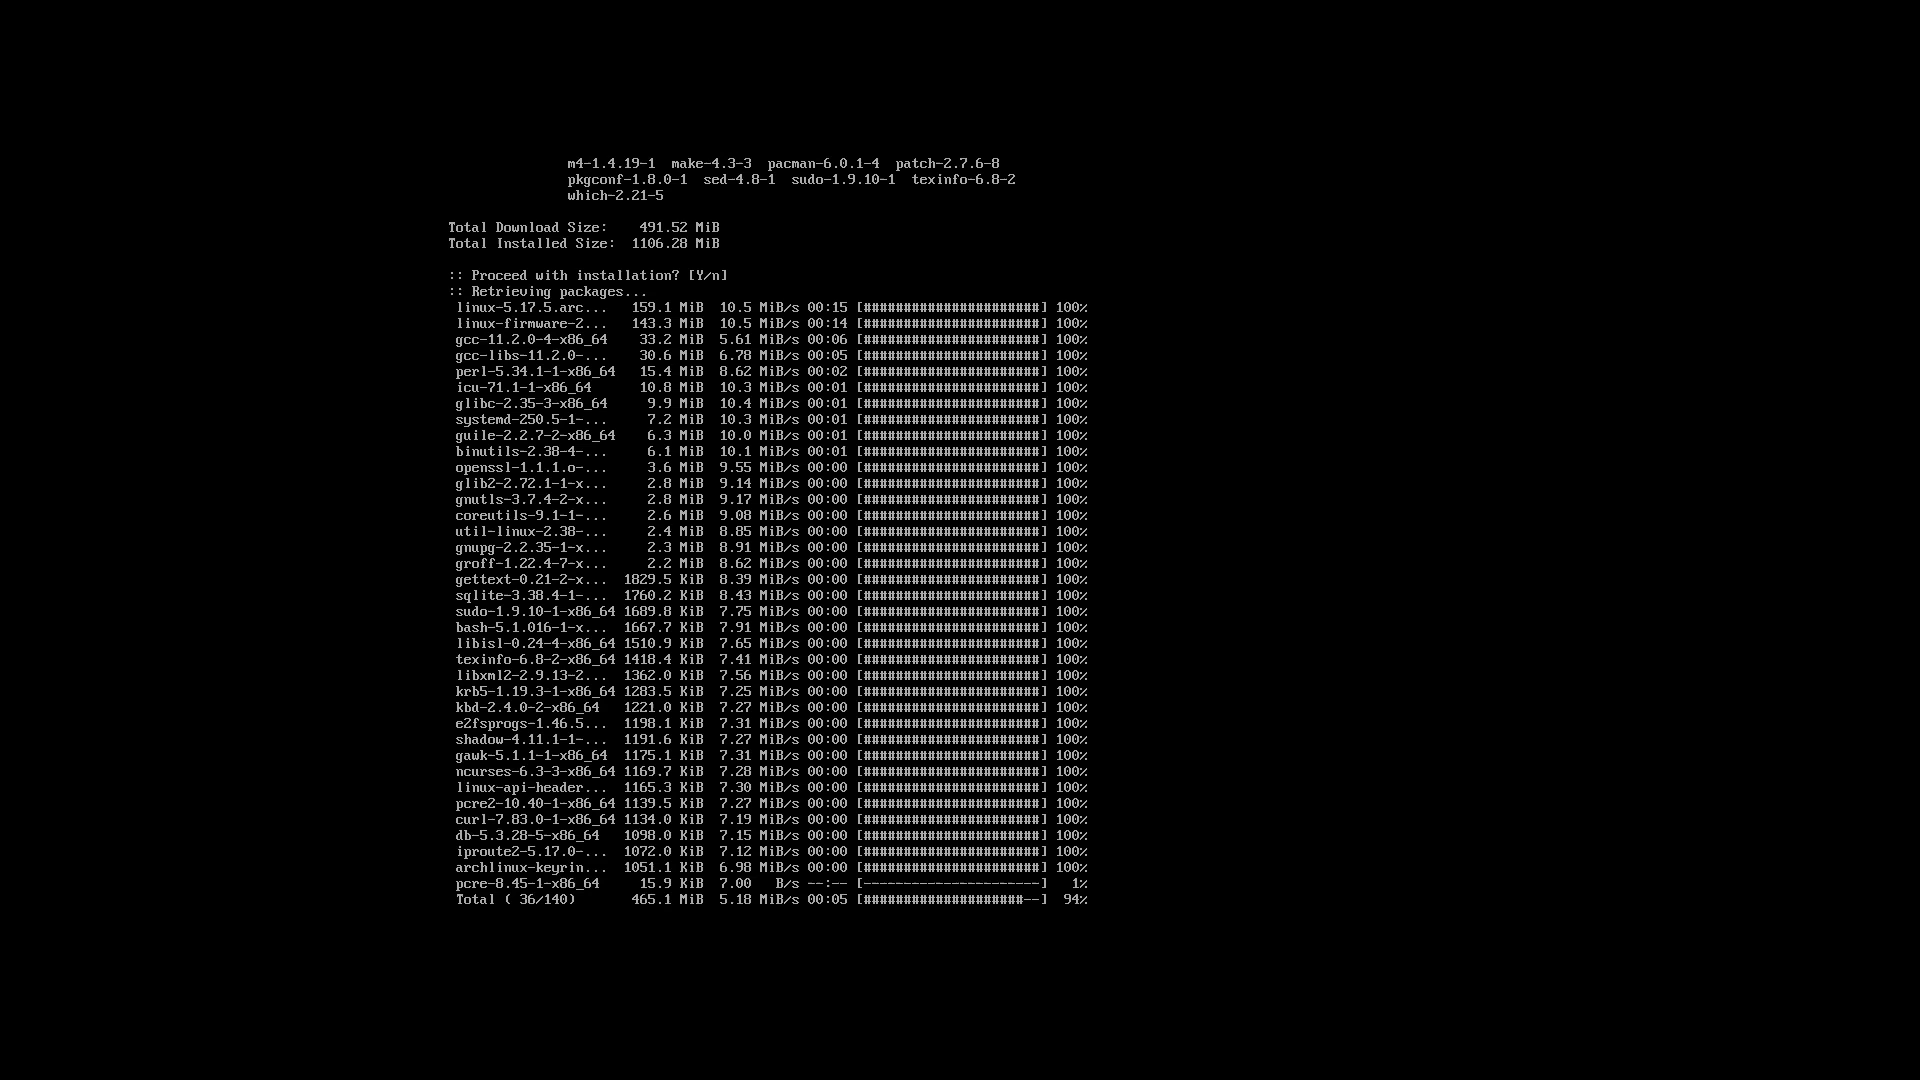 m4-1.4.19-1  make-4.3-3  pacman-6.0.1-4  patch-2.7.6-8
pkgconf-1.8.0-1  sed-4.8-1  sudo-1.9.10-1  texinfo-6.8-2
which-2.21-5
Total Download Size:    491.52 MiB
Total Installed Size:  1106.28 MiB
:: Proceed with installation? [Y/n]
:: Retrieving packages...
linux-5.17.5.arc...   159.1 MiB  10.5 MiB/s 00:15 [######################] 100%
linux-firmware-2...   143.3 MiB  10.5 MiB/s 00:14 [######################] 100%
gcc-11.2.0-4-x86_64    33.2 MiB  5.61 MiB/s 00:06 [######################] 100%
gcc-libs-11.2.0-...    30.6 MiB  6.78 MiB/s 00:05 [######################] 100%
perl-5.34.1-1-x86_64   15.4 MiB  8.62 MiB/s 00:02 [######################] 100%
icu-71.1-1-x86_64      10.8 MiB  10.3 MiB/s 00:01 [######################] 100%
glibc-2.35-3-x86_64     9.9 MiB  10.4 MiB/s 00:01 [######################] 100%
systemd-250.5-1-...     7.2 MiB  10.3 MiB/s 00:01 [######################] 100%
guile-2.2.7-2-x86_64    6.3 MiB  10.0 MiB/s 00:01 [######################] 100%
binutils-2.38-4-...     6.1 MiB  10.1 MiB/s 00:01 [######################] 100%
openssl-1.1.1.o-...     3.6 MiB  9.55 MiB/s 00:00 [######################] 100%
glib2-2.72.1-1-x...     2.8 MiB  9.14 MiB/s 00:00 [######################] 100%
gnutls-3.7.4-2-x...     2.8 MiB  9.17 MiB/s 00:00 [######################] 100%
coreutils-9.1-1-...     2.6 MiB  9.08 MiB/s 00:00 [######################] 100%
util-linux-2.38-...     2.4 MiB  8.85 MiB/s 00:00 [######################] 100%
gnupg-2.2.35-1-x...     2.3 MiB  8.91 MiB/s 00:00 [######################] 100%
groff-1.22.4-7-x...     2.2 MiB  8.62 MiB/s 00:00 [######################] 100%
gettext-0.21-2-x...  1829.5 KiB  8.39 MiB/s 00:00 [######################] 100%
sqlite-3.38.4-1-...  1760.2 KiB  8.43 MiB/s 00:00 [######################] 100%
sudo-1.9.10-1-x86_64 1689.8 KiB  7.75 MiB/s 00:00 [######################] 100%
bash-5.1.016-1-x...  1667.7 KiB  7.91 MiB/s 00:00 [######################] 100%
libisl-0.24-4-x86_64 1510.9 KiB  7.65 MiB/s 00:00 [######################] 100%
texinfo-6.8-2-x86_64 1418.4 KiB  7.41 MiB/s 00:00 [######################] 100%
libxml2-2.9.13-2...  1362.0 KiB  7.56 MiB/s 00:00 [######################] 100%
krb5-1.19.3-1-x86_64 1283.5 KiB  7.25 MiB/s 00:00 [######################] 100%
kbd-2.4.0-2-x86_64   1221.0 KiB  7.27 MiB/s 00:00 [######################] 100%
e2fsprogs-1.46.5...  1198.1 KiB  7.31 MiB/s 00:00 [######################] 100%
shadow-4.11.1-1-...  1191.6 KiB  7.27 MiB/s 00:00 [######################] 100%
gawk-5.1.1-1-x86_64  1175.1 KiB  7.31 MiB/s 00:00 [######################] 100%
ncurses-6.3-3-x86_64 1169.7 KiB  7.28 MiB/s 00:00 [######################] 100%
linux-api-header...  1165.3 KiB  7.30 MiB/s 00:00 [######################] 100%
pcre2-10.40-1-x86_64 1139.5 KiB  7.27 MiB/s 00:00 [######################] 100%
curl-7.83.0-1-x86_64 1134.0 KiB  7.19 MiB/s 00:00 [######################] 100%
db-5.3.28-5-x86_64   1098.0 KiB  7.15 MiB/s 00:00 [######################] 100%
iproute2-5.17.0-...  1072.0 KiB  7.12 MiB/s 00:00 [######################] 100%
archlinux-keyrin...  1051.1 KiB  6.98 MiB/s 00:00 [######################] 100%
pcre-8.45-1-x86_64     15.9 KiB  7.00   B/s --:-- [----------------------]   1%
Total ( 36/140)       465.1 MiB  5.18 MiB/s 00:05 [####################--]  94%